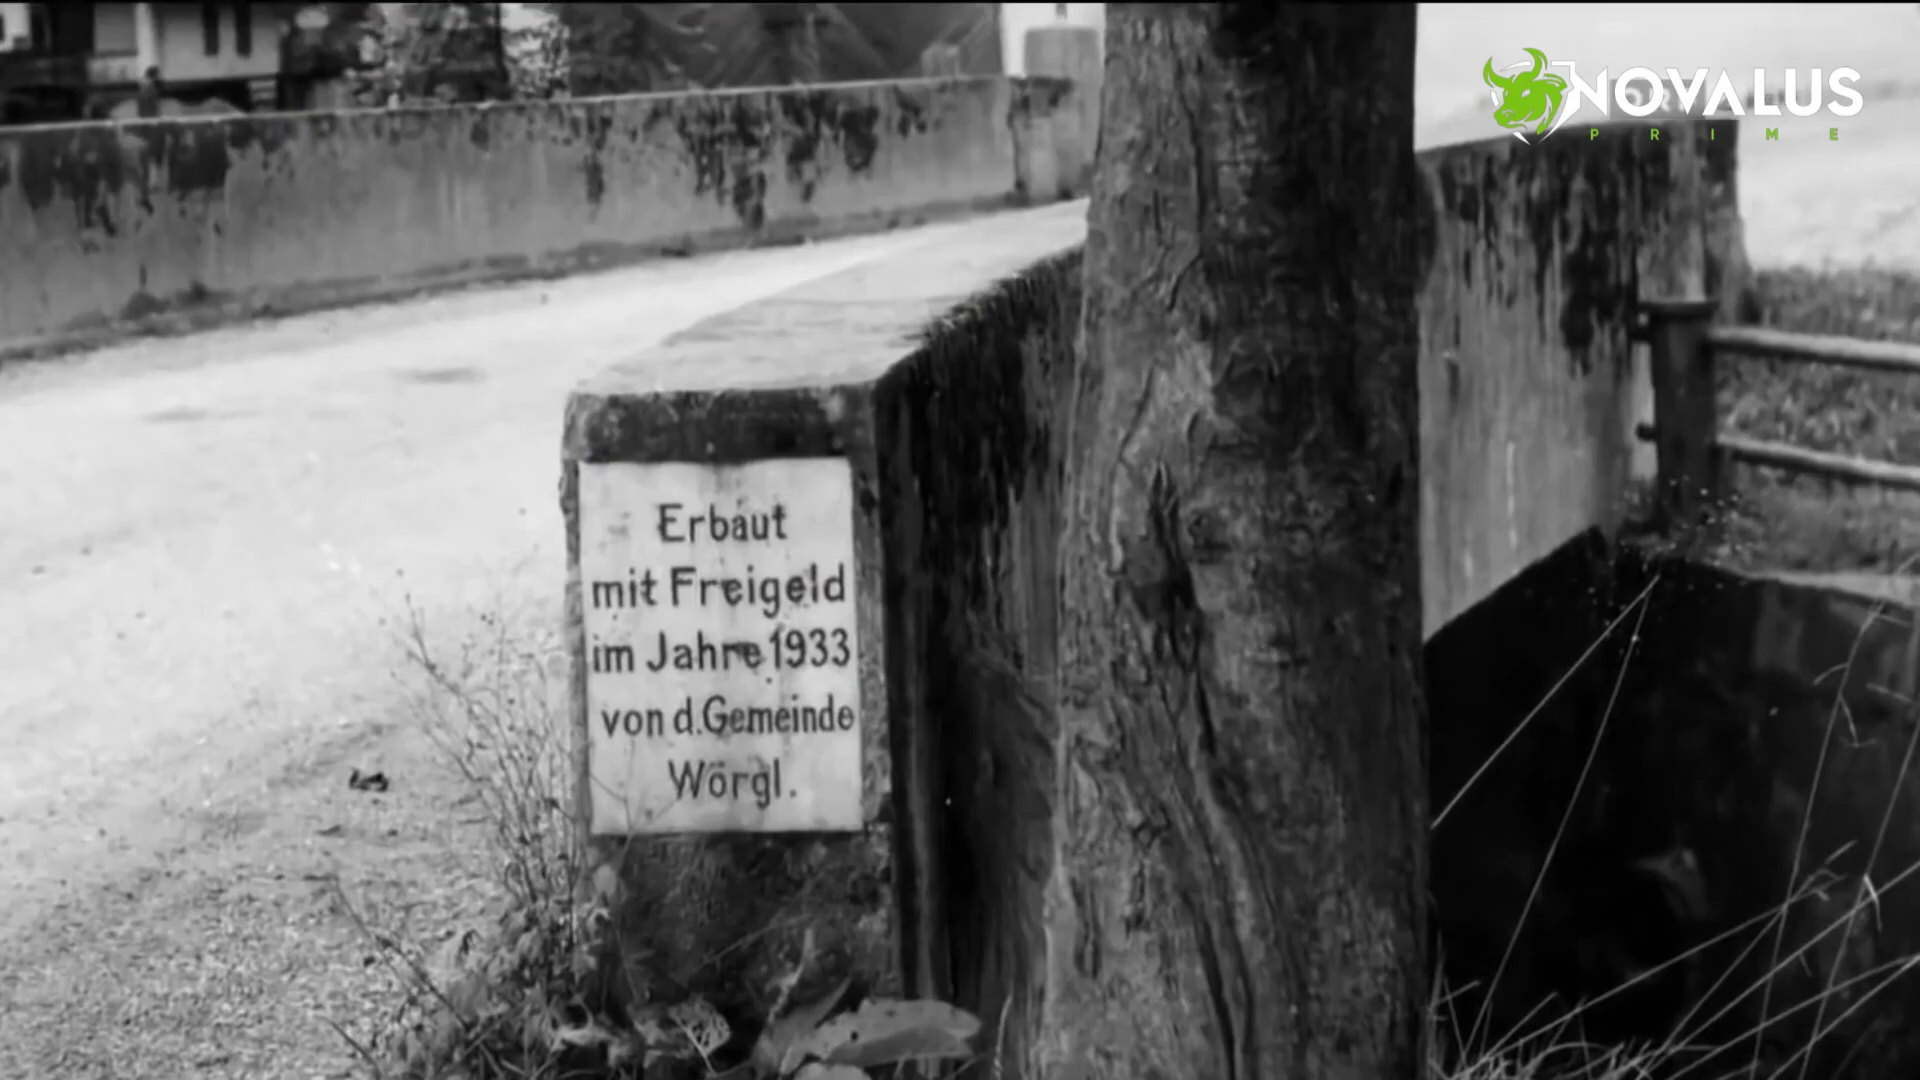 NOVALUS
PRIME
Erbaut
mit Freigeld
im Jahre 1933
von d. Gemeinde
Wörgl.